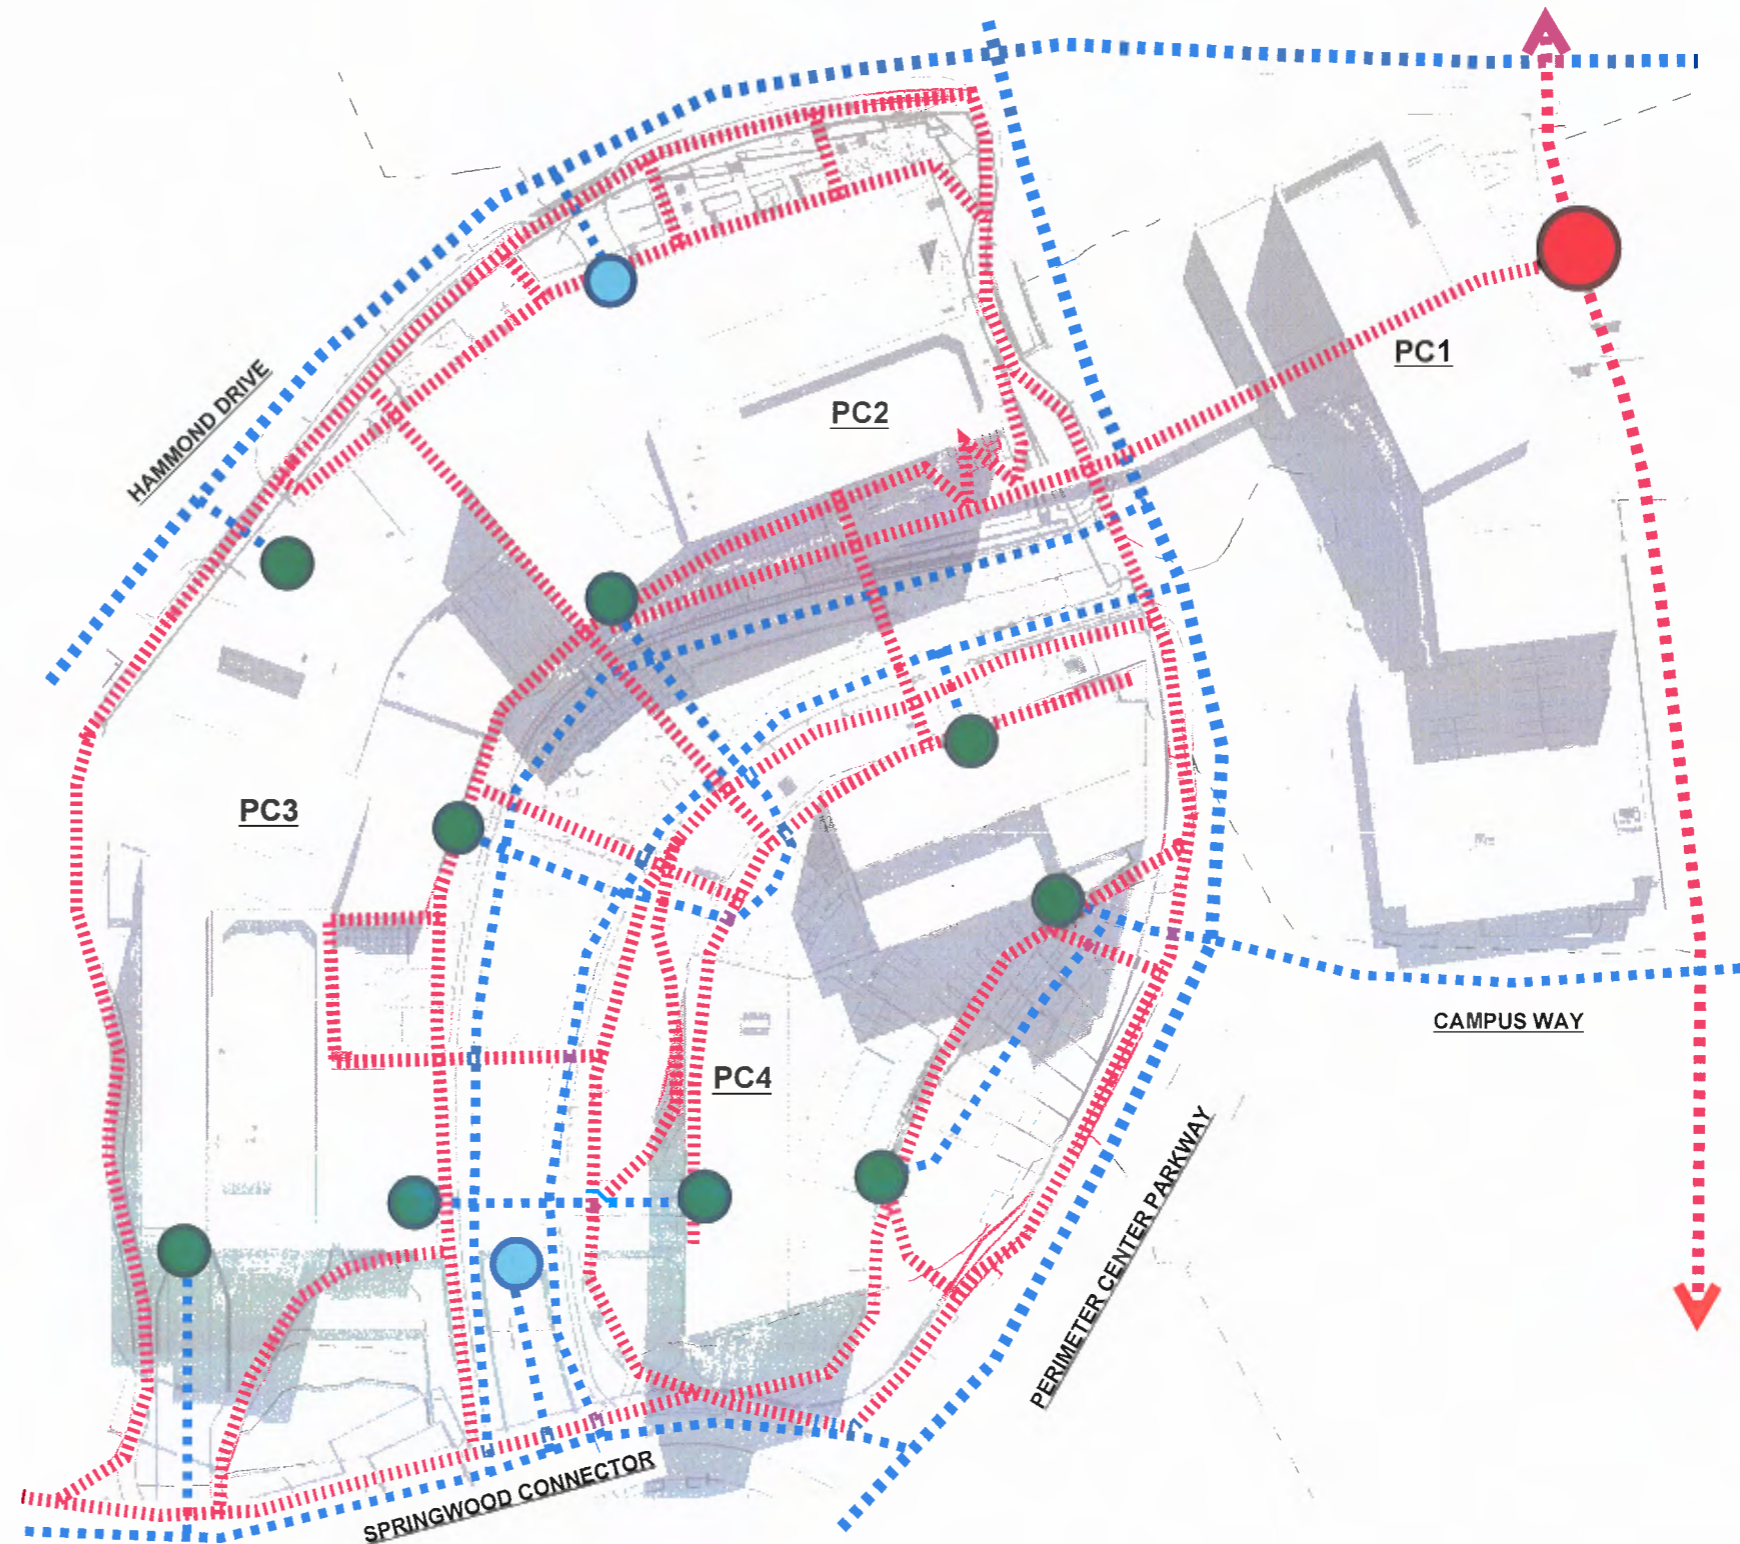 PC1
HAMMOND DRIVE
PC2
PC3
CAMPUS WAY
PC4
PERIMETER CENTER PARKWAY
SPRINGWOOD CONNECTOR